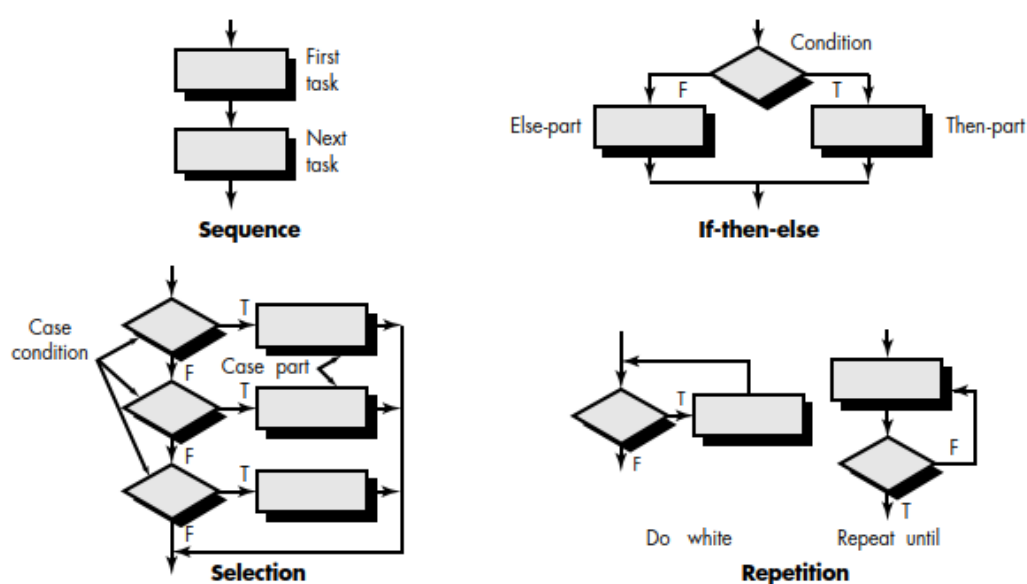 First
task
Next
task
Sequence
Condition
F
T
Else-part
Then-part
If-then-else
Case
condition
T
F
Case part
T
F
T
F
Selection
T
F
Do white
F
T
Repeat until
Repetition